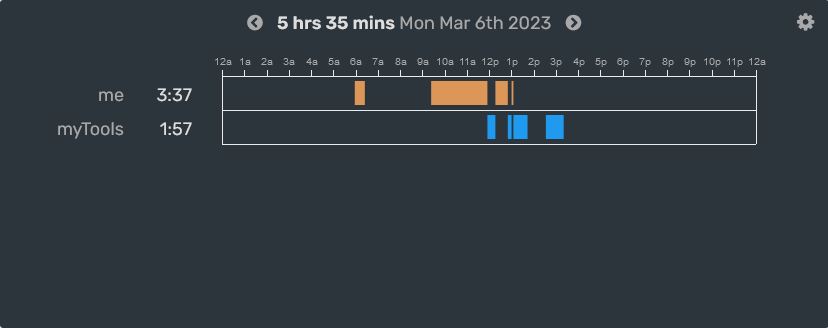 5 hrs 35 mins Mon Mar 6th 2023
12a 1a 2a 3a 4a 5a 6a 7a 8a 9a 10a 11a 12p 1p 2p 3p 4p 5p 6p 7p 8p 9p 10p 11p 12a
me 3:37
myTools 1:57